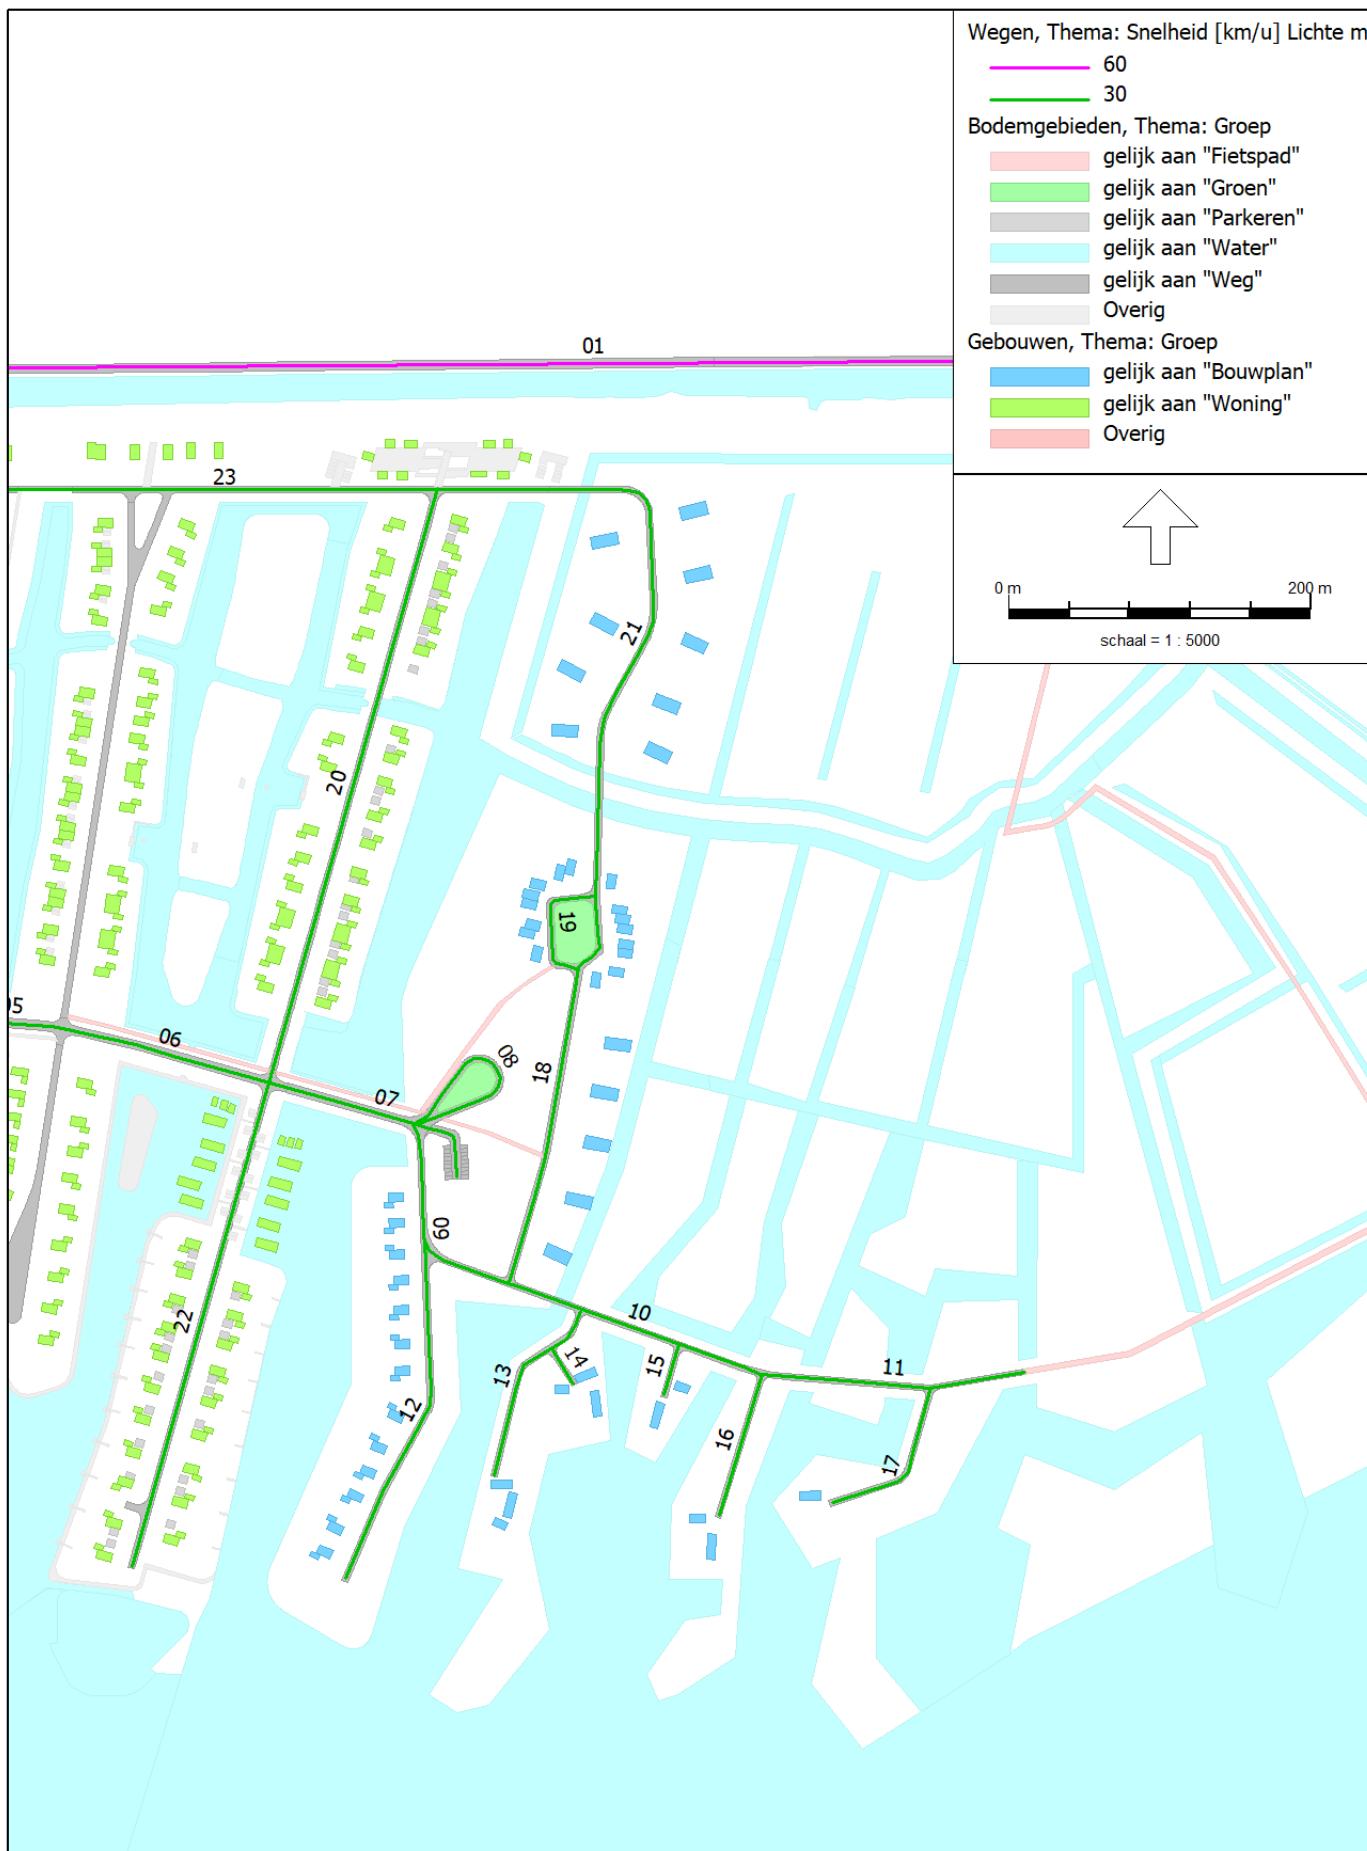 Wegen, Thema: Snelheid [km/u] Lichte m
60
30
Bodemgebieden, Thema: Groep
gelijk aan "Fietspad"
gelijk aan "Groen"
gelijk aan "Parkeren"
gelijk aan "Water"
gelijk aan "Weg"
Overig
Gebouwen, Thema: Groep
gelijk aan "Bouwplan"
gelijk aan "Woning"
Overig
0 m 200 m
schaal = 1 : 5000
01
23
21
20
19
05
06
08
07
18
09
10
11
22
13
14
15
12
16
17